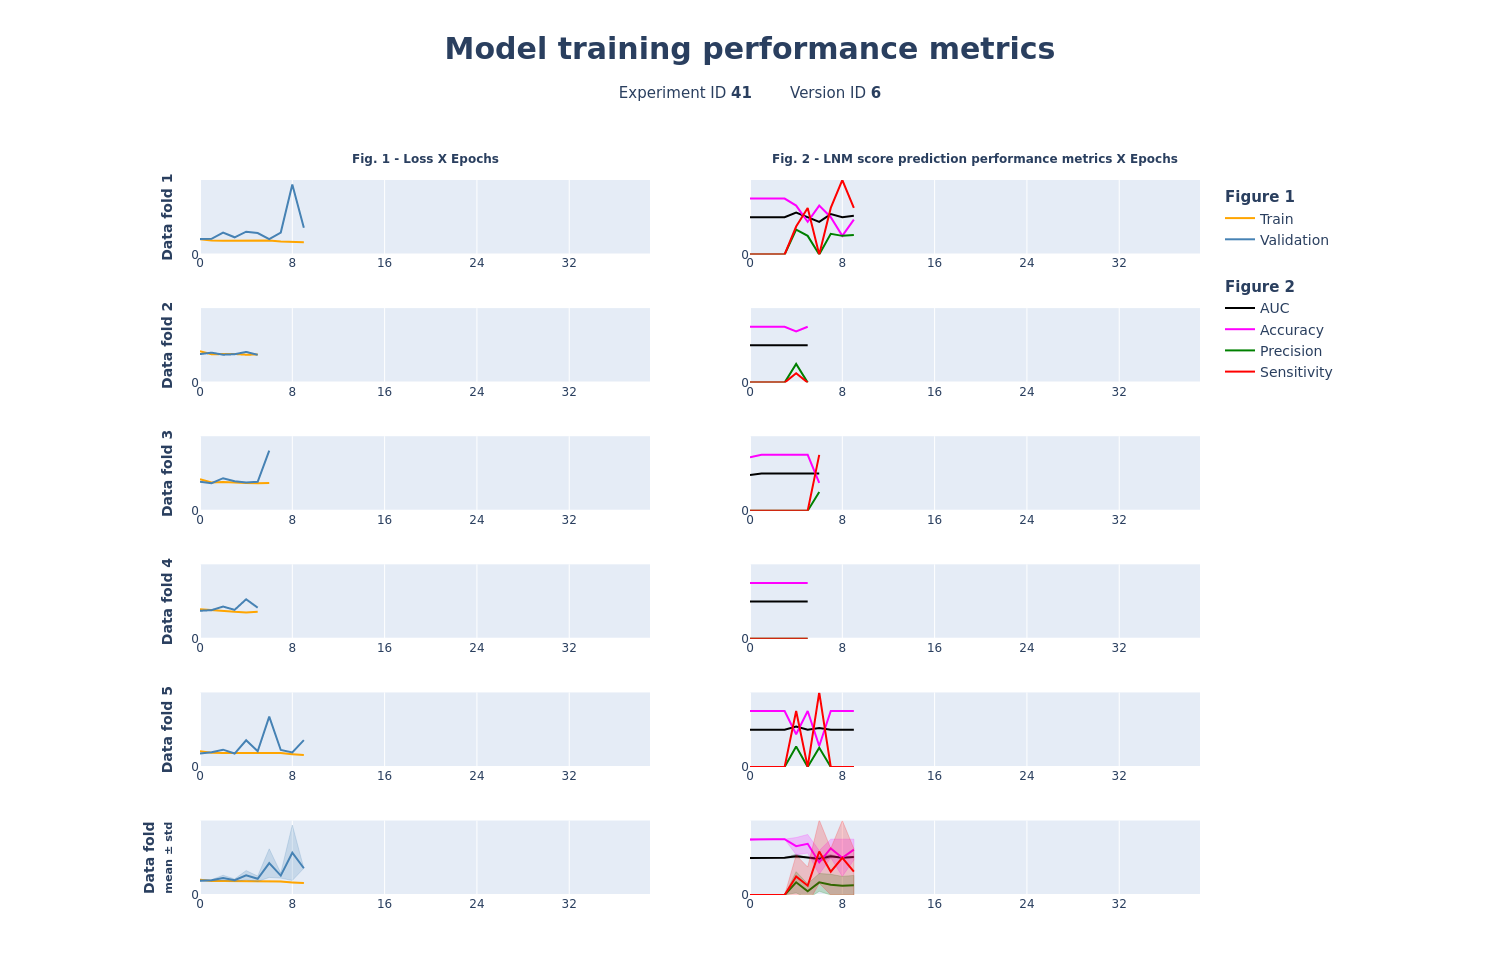 Model training performance metrics
Experiment ID 41 Version ID 6
Fig. 1 - Loss X Epochs
Fig. 2 - LNM score prediction performance metrics X Epochs
Data fold 1
0
0 8 16 24 32
0
0 8 16 24 32
Figure 1
Train
Validation
Figure 2
AUC
Accuracy
Precision
Sensitivity
Data fold 2
0
0 8 16 24 32
0
0 8 16 24 32
Data fold 3
0
0 8 16 24 32
0
0 8 16 24 32
Data fold 4
0
0 8 16 24 32
0
0 8 16 24 32
Data fold 5
0
0 8 16 24 32
0
0 8 16 24 32
Data fold
mean ± std
0
0 8 16 24 32
0
0 8 16 24 32